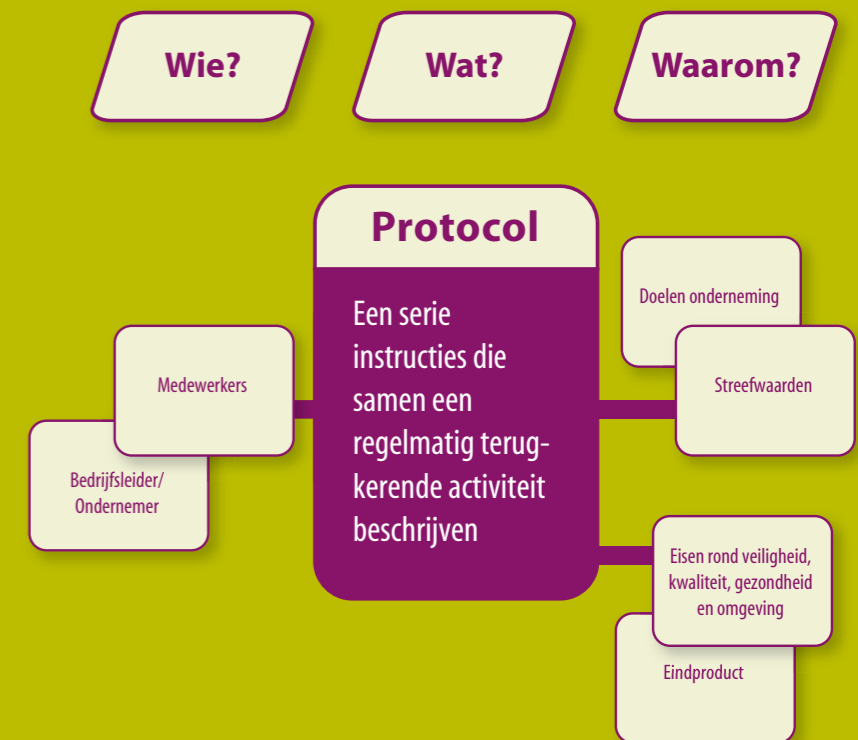 Wie?
Wat?
Waarom?
Protocol
Een serie
instructies die
samen een
regelmatig terug-
kerende activiteit
beschrijven
Medewerkers
Bedrijfsleider/
Ondernemer
Doelen onderneming
Streefwaarden
Eisen rond veiligheid,
kwaliteit, gezondheid
en omgeving
Eindproduct